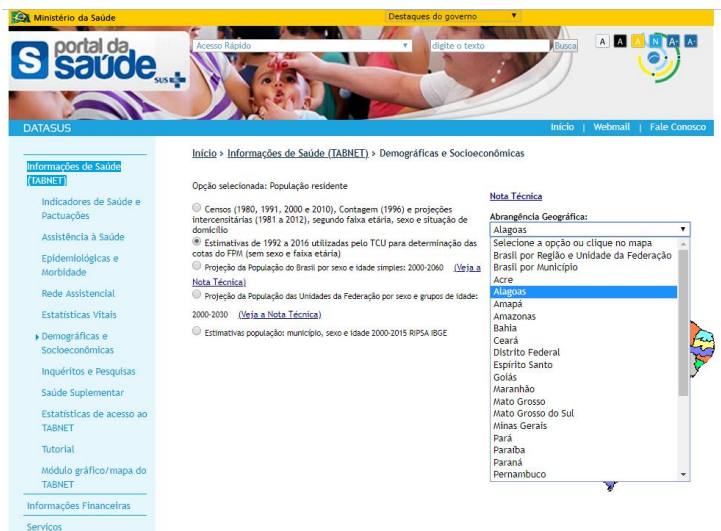 Ministério da Saúde
Destaques do governo
portal da
saúde
SUS
Acesso Rápido
digite o texto
Busca
A A A N A+ A-
DATASUS
Início | Webmail | Fale Conosco
Informações de Saúde
(TABNET)
Indicadores de Saúde e
Pactuações
Assistência à Saúde
Epidemiológicas e
Morbidade
Rede Assistencial
Estatísticas Vitais
Demográficas e
Socioeconômicas
Inquéritos e Pesquisas
Saúde Suplementar
Estatísticas de acesso ao
TABNET
Tutorial
Módulo gráfico/mapa do
TABNET
Informações Financeiras
Serviços
Início > Informações de Saúde (TABNET) > Demográficas e Socioeconômicas
Opção selecionada: População residente
Censos (1980, 1991, 2000 e 2010), Contagem (1996) e projeções
intercensitárias (1981 a 2012), segundo faixa etária, sexo e situação de
domicílio
Estimativas de 1992 a 2016 utilizadas pelo TCU para determinação das
cotas do FPM (sem sexo e faixa etária)
Projeção da População do Brasil por sexo e idade simples: 2000-2060 (Veja a
Nota Técnica)
Projeção da População das Unidades da Federação por sexo e grupos de idade:
2000-2030 (Veja a Nota Técnica)
Estimativas população: município, sexo e idade 2000-2015 RIPSA IBGE
Nota Técnica
Abrangência Geográfica:
Alagoas
Selecione a opção ou clique no mapa
Brasil por Região e Unidade da Federação
Brasil por Município
Acre
Alagoas
Amapá
Amazonas
Bahia
Ceará
Distrito Federal
Espírito Santo
Goiás
Maranhão
Mato Grosso
Mato Grosso do Sul
Minas Gerais
Pará
Paraíba
Paraná
Pernambuco